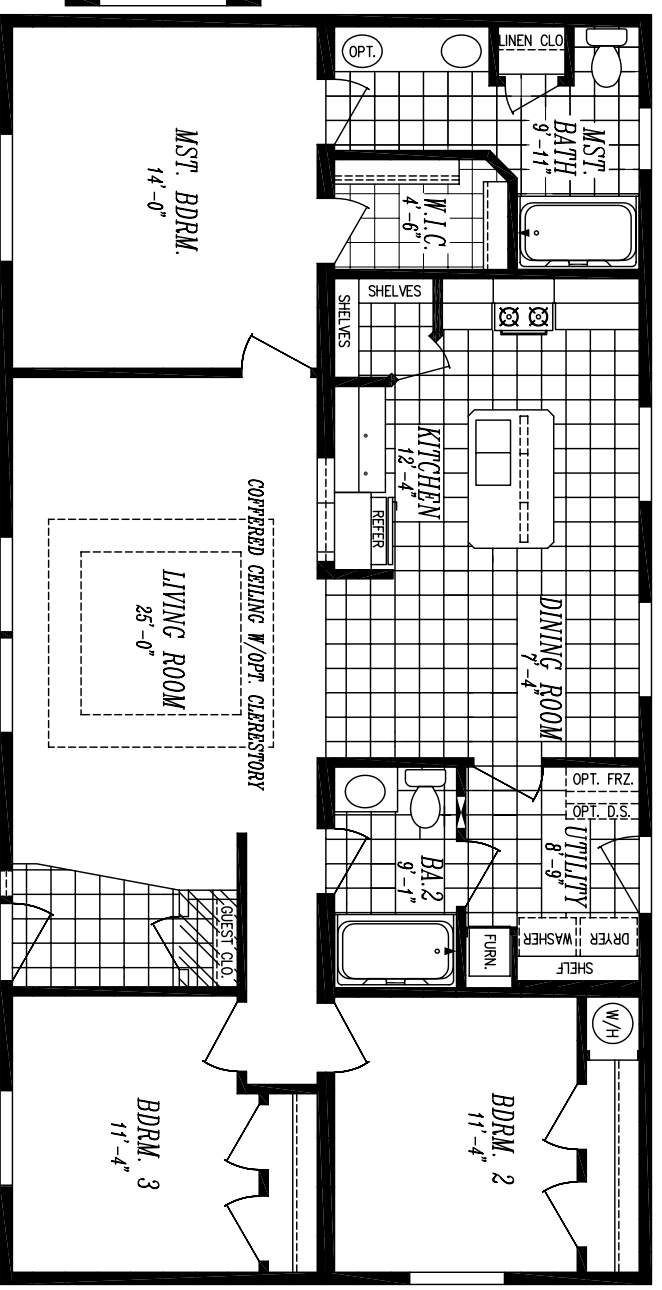 OPT.
LINEN CLO
MST.
BATH
9'-11"
MST. BDRM.
14'-0"
W.I.C.
4'-6"
SHELVES
SHELVES
KITCHEN
12'-4"
REFER
COFFERED CEILING W/OPT. CLERESTORY
LIVING ROOM
25'-0"
DINING ROOM
7'-4"
OPT. FRZ.
OPT. D.S.
UTILITY
8'-9"
BA.2
9'-1"
GUEST CLO.
FURN.
WASHER
DRYER
SHELF
W/H
BDRM. 2
11'-4"
BDRM. 3
11'-4"